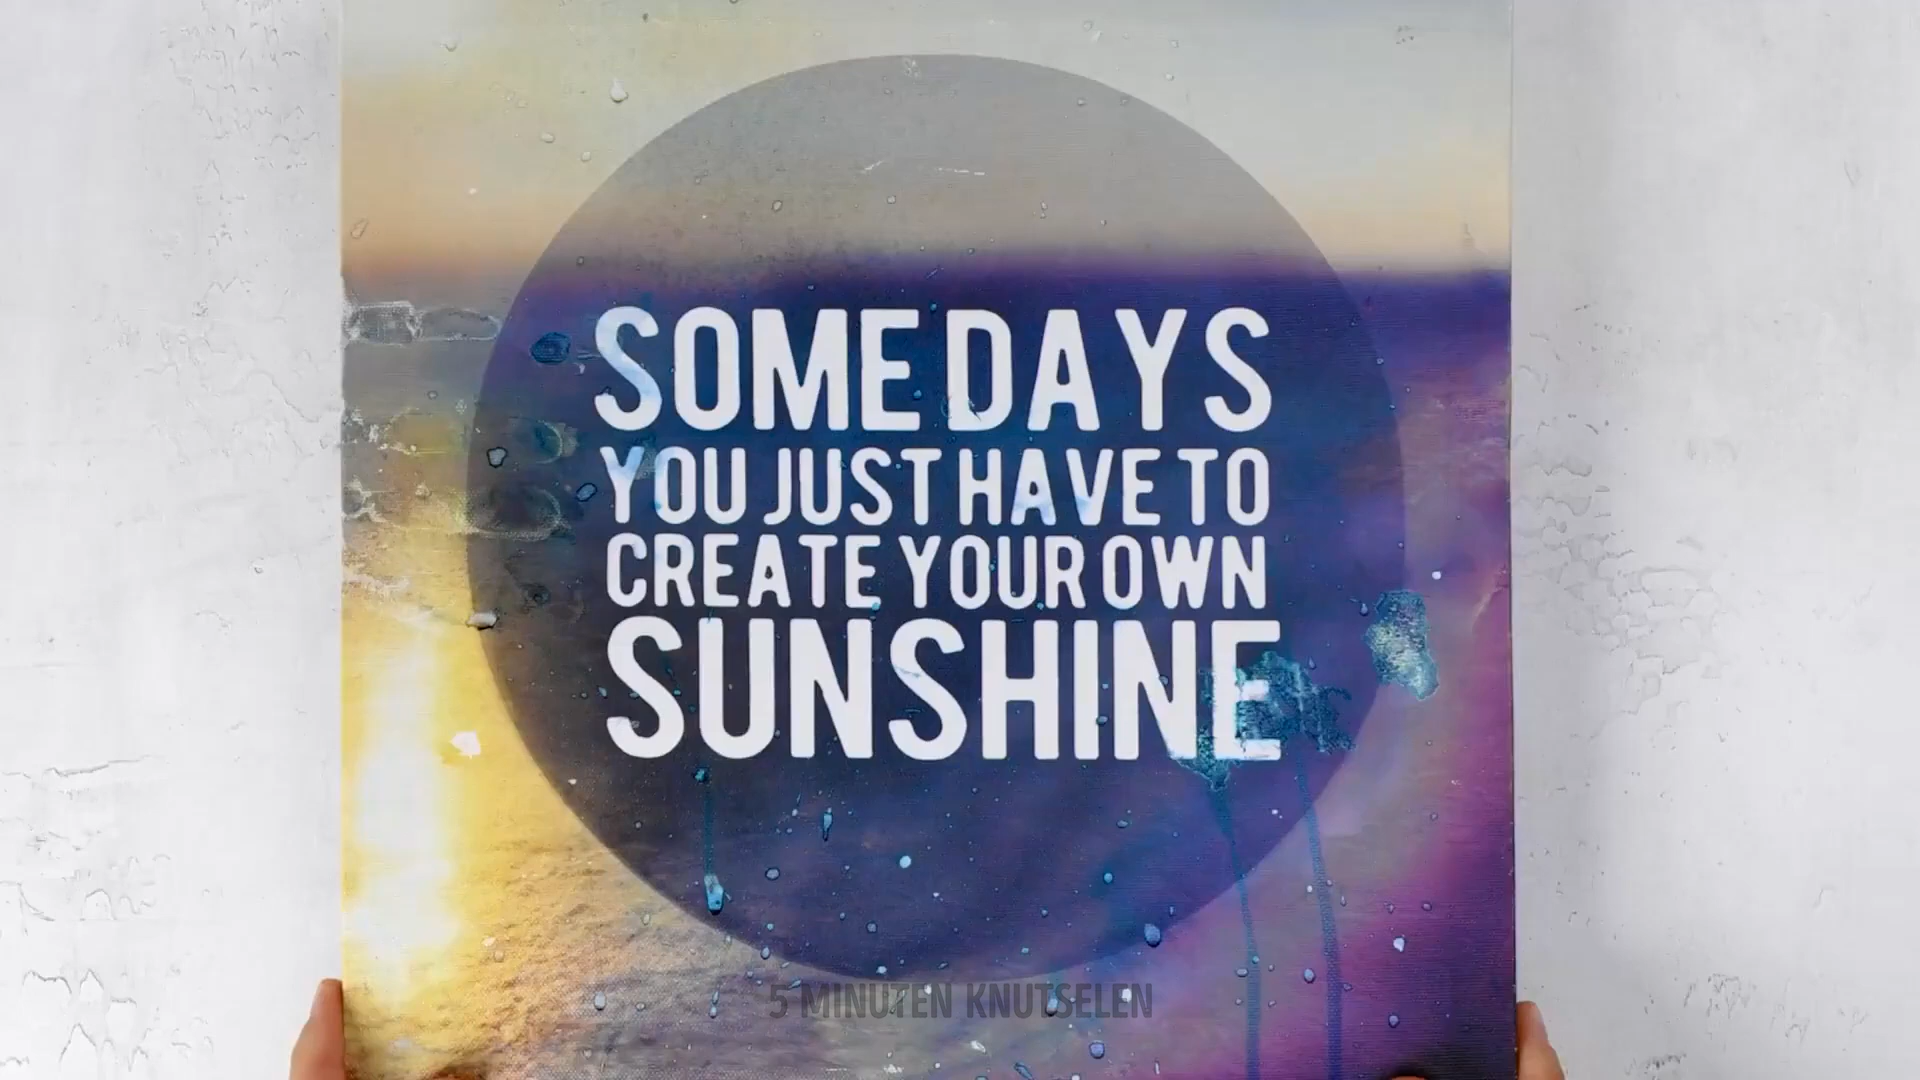 SOME DAYS
YOU JUST HAVE TO
CREATE YOUR OWN
SUNSHINE
5 MINUTEN KNUTSELEN